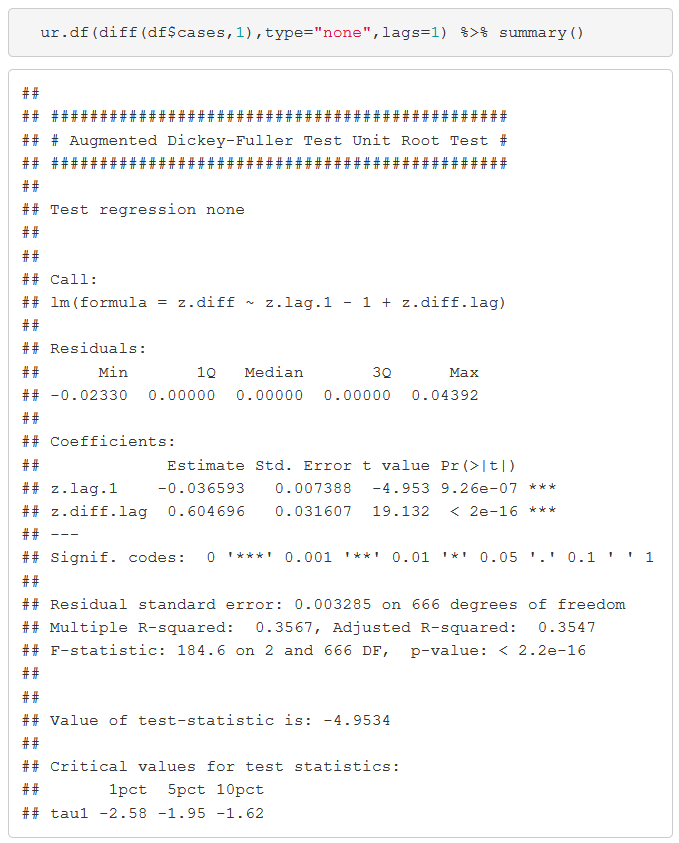 ur.df(diff(df$cases,1),type="none",lags=1) %>% summary()
##
## ###############################################
## # Augmented Dickey-Fuller Test Unit Root Test #
## ###############################################
##
## Test regression none
##
##
## Call:
## lm(formula = z.diff ~ z.lag.1 - 1 + z.diff.lag)
##
## Residuals:
##      Min       1Q   Median       3Q      Max
## -0.02330  0.00000  0.00000  0.00000  0.04392
##
## Coefficients:
##             Estimate Std. Error t value Pr(>|t|)
## z.lag.1    -0.036593   0.007388  -4.953 9.26e-07 ***
## z.diff.lag  0.604696   0.031607  19.132  < 2e-16 ***
## ---
## Signif. codes:  0 '***' 0.001 '**' 0.01 '*' 0.05 '.' 0.1 ' ' 1
##
## Residual standard error: 0.003285 on 666 degrees of freedom
## Multiple R-squared:  0.3567, Adjusted R-squared:  0.3547
## F-statistic: 184.6 on 2 and 666 DF,  p-value: < 2.2e-16
##
##
## Value of test-statistic is: -4.9534
##
## Critical values for test statistics:
##       1pct  5pct 10pct
## tau1 -2.58 -1.95 -1.62